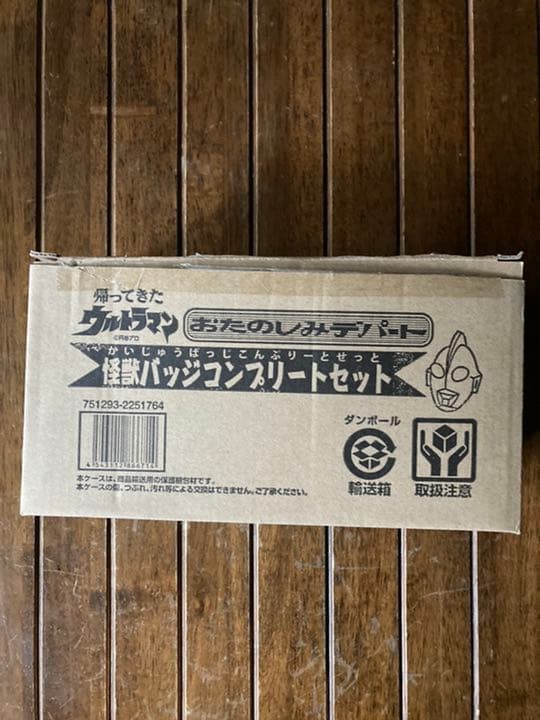 帰ってきた
ウルトラマン
©円谷プロ
おたのしみデパート
かいじゅうばっじこんぷりーとせっと
怪獣バッジコンプリートセット
751293-2251764
ダンボール
輸送箱
取扱注意
本ケースは、商品輸送用の保護梱包材です。
本ケースの傷、つぶれ、汚れ等による交換はできません。ご了承ください。